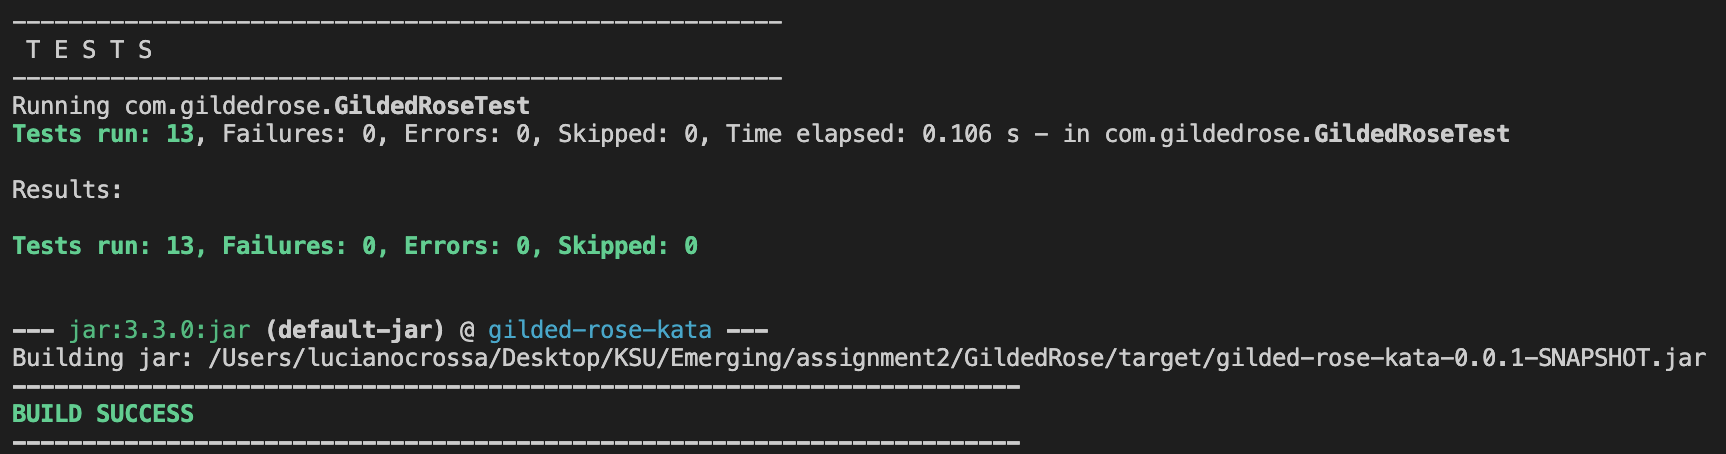 -------------------------------------------------------
 T E S T S
-------------------------------------------------------
Running com.gildedrose.GildedRoseTest
Tests run: 13, Failures: 0, Errors: 0, Skipped: 0, Time elapsed: 0.106 s - in com.gildedrose.GildedRoseTest
Results:
Tests run: 13, Failures: 0, Errors: 0, Skipped: 0
--- jar:3.3.0:jar (default-jar) @ gilded-rose-kata ---
Building jar: /Users/lucianocrossa/Desktop/KSU/Emerging/assignment2/GildedRose/target/gilded-rose-kata-0.0.1-SNAPSHOT.jar
------------------------------------------------------------------------
BUILD SUCCESS
------------------------------------------------------------------------